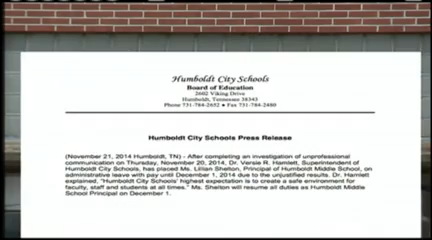 Humboldt City Schools
Board of Education
2602 Viking Drive
Humboldt, Tennessee 38343
Phone 731-784-2652 • Fax 731-784-2480
Humboldt City Schools Press Release
(November 21, 2014 Humboldt, TN) - After completing an investigation of unprofessional
communication on Thursday, November 20, 2014, Dr. Versie R. Hamlett, Superintendent of
Humboldt City Schools, has placed Ms. Lillian Shelton, Principal of Humboldt Middle School, on
administrative leave with pay until December 1, 2014 due to the unjustified results. Dr. Hamlett
explained, "Humboldt City Schools' highest expectation is to create a safe environment for
faculty, staff and students at all times." Ms. Shelton will resume all duties as Humboldt Middle
School Principal on December 1.